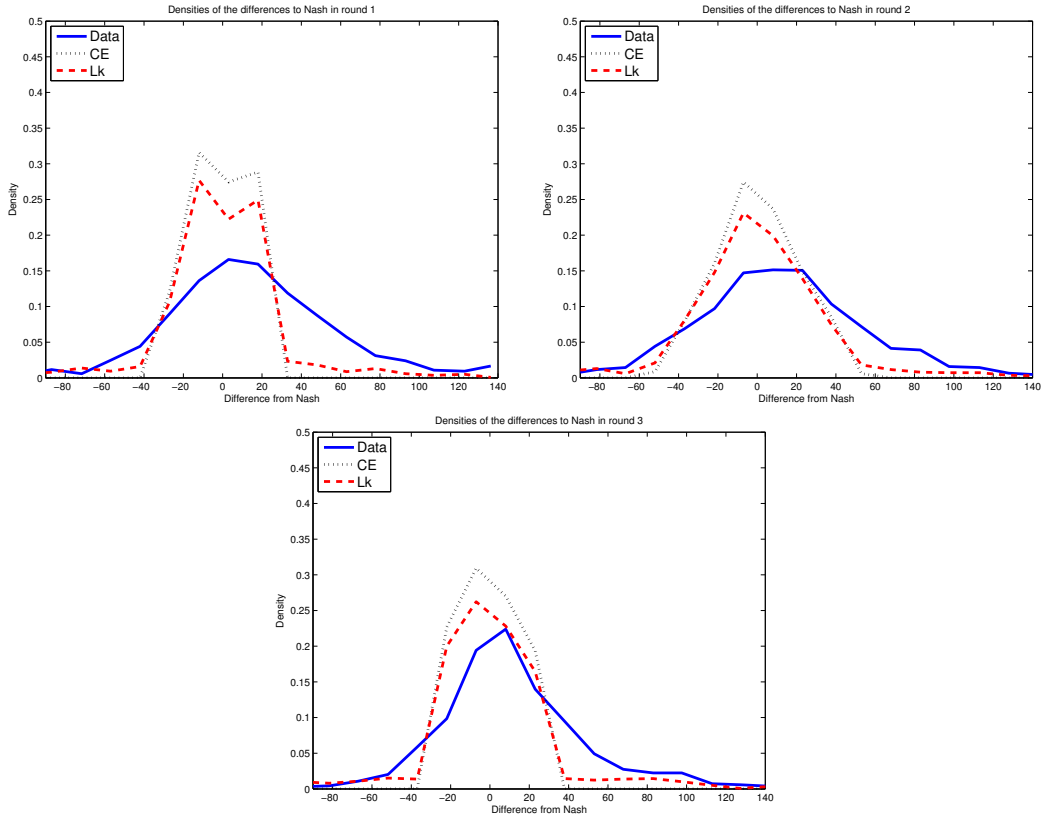 Densities of the differences to Nash in round 1
0.5
0.45
0.4
0.35
0.3
0.25
0.2
0.15
0.1
0.05
0
Density
Data
CE
Lk
−80 −60 −40 −20 0 20 40 60 80 100 120 140
Difference from Nash
Densities of the differences to Nash in round 2
0.5
0.45
0.4
0.35
0.3
0.25
0.2
0.15
0.1
0.05
0
Density
Data
CE
Lk
−80 −60 −40 −20 0 20 40 60 80 100 120 140
Difference from Nash
Densities of the differences to Nash in round 3
0.5
0.45
0.4
0.35
0.3
0.25
0.2
0.15
0.1
0.05
0
Density
Data
CE
Lk
−80 −60 −40 −20 0 20 40 60 80 100 120 140
Difference from Nash